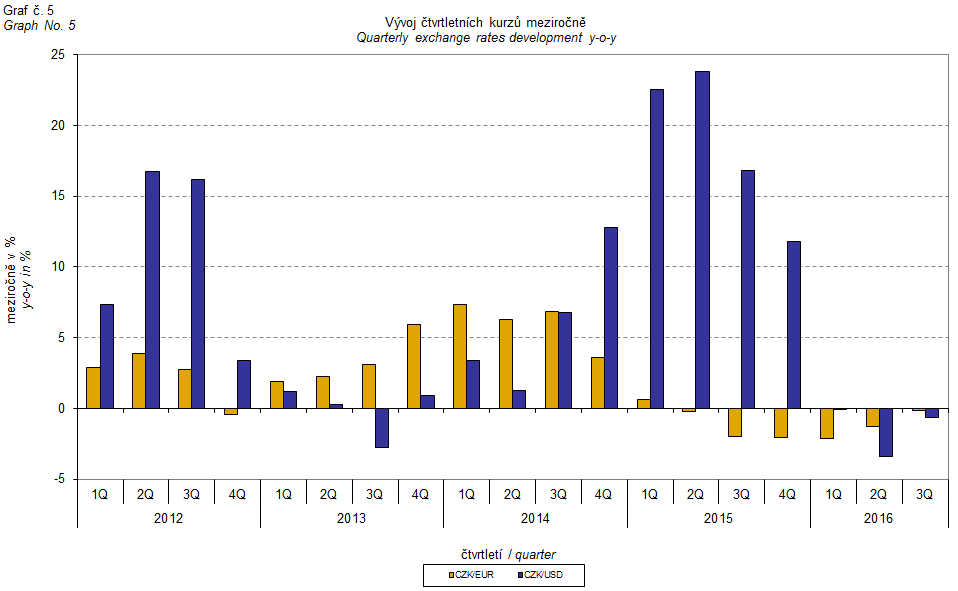 Graf č. 5
Graph No. 5
Vývoj čtvrtletních kurzů meziročně
Quarterly exchange rates development y-o-y
meziročně v %
y-o-y in %
25
20
15
10
5
0
-5
1Q 2Q 3Q 4Q 1Q 2Q 3Q 4Q 1Q 2Q 3Q 4Q 1Q 2Q 3Q 4Q 1Q 2Q 3Q
2012 2013 2014 2015 2016
čtvrtletí / quarter
CZK/EUR CZK/USD